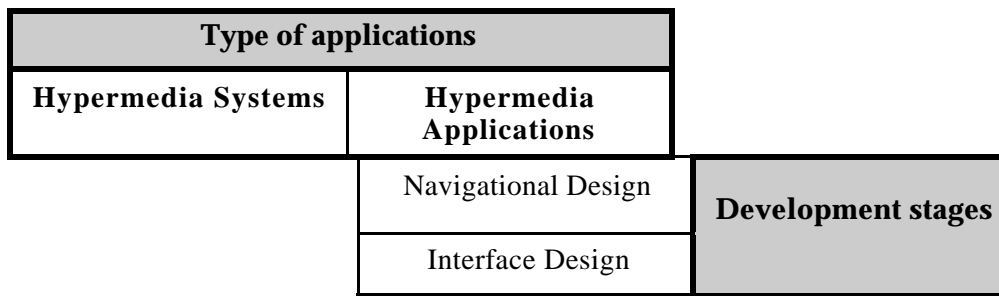 Type of applications
Hypermedia Systems
Hypermedia
Applications
Navigational Design
Development stages
Interface Design